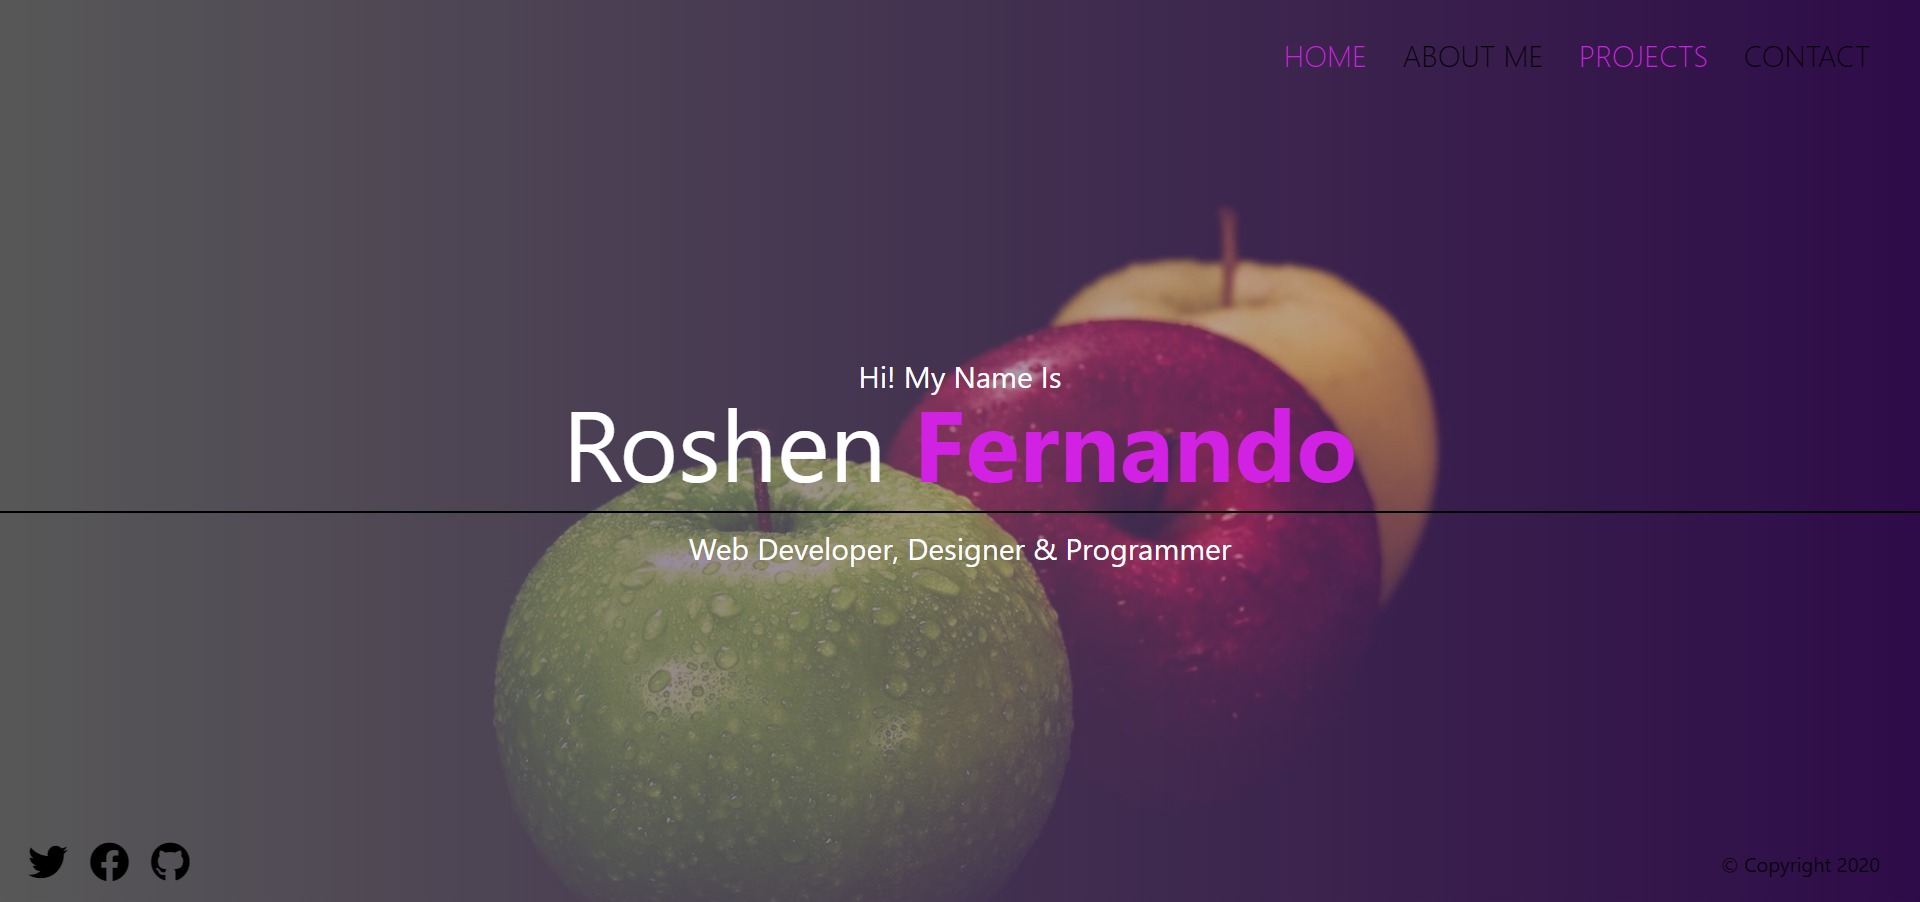 HOME ABOUT ME PROJECTS CONTACT
Hi! My Name Is
Roshen Fernando
Web Developer, Designer & Programmer
© Copyright 2020